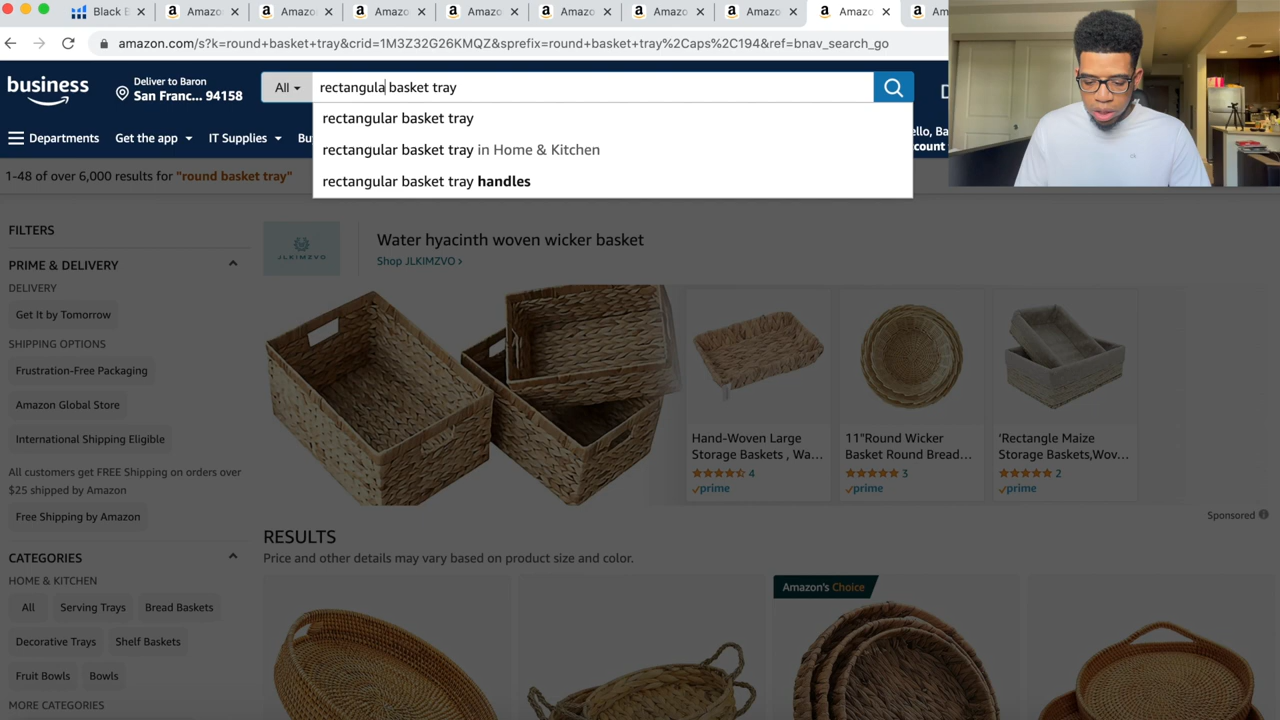 Black E
Amazo
Amazo
Amazo
Amazo
Amazo
Amazo
Amazo
Amazo
Am
amazon.com/s?k=round+basket+tray&crid=1M3Z32G26KMQZ&sprefix=round+basket+tray%2Caps%2C194&ref=bnav_search_go
business
Deliver to Baron
San Franc... 94158
All
rectangula basket tray
Departments
Get the app
IT Supplies
Bu
rectangular basket tray
rectangular basket tray in Home & Kitchen
rectangular basket tray handles
ello, Ba
ccount
1-48 of over 6,000 results for "round basket tray"
FILTERS
PRIME & DELIVERY
DELIVERY
Get It by Tomorrow
SHIPPING OPTIONS
Frustration-Free Packaging
Amazon Global Store
International Shipping Eligible
All customers get FREE Shipping on orders over
$25 shipped by Amazon
Free Shipping by Amazon
CATEGORIES
HOME & KITCHEN
All
Serving Trays
Bread Baskets
Decorative Trays
Shelf Baskets
Fruit Bowls
Bowls
MORE CATEGORIES
JLKIMZVO
Water hyacinth woven wicker basket
Shop JLKIMZVO ›
Hand-Woven Large
Storage Baskets , Wa...
4
prime
11"Round Wicker
Basket Round Bread...
3
prime
'Rectangle Maize
Storage Baskets,Wov...
2
prime
Sponsored
RESULTS
Price and other details may vary based on product size and color.
Amazon's Choice